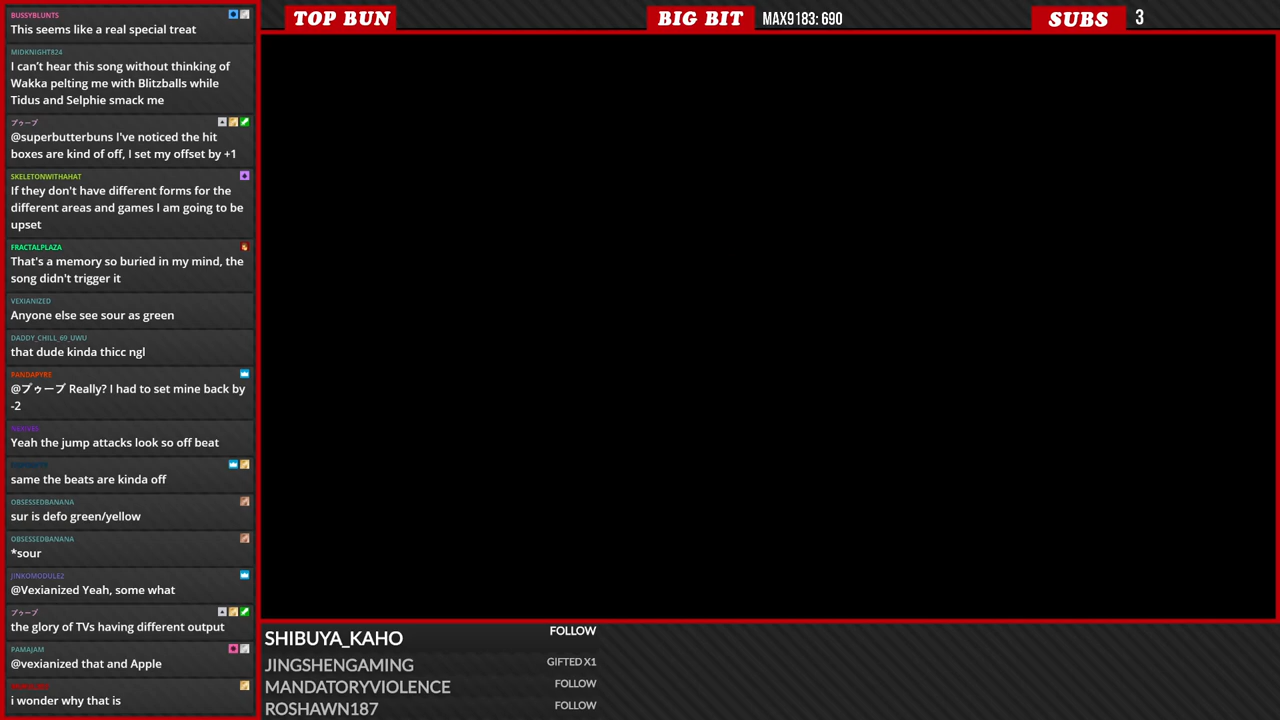 TOP BUN
BIG BIT
MAX9183: 690
SUBS
3
BUSSYBLUNTS
This seems like a real special treat
MIDKNIGHT824
I can't hear this song without thinking of
Wakka pelting me with Blitzballs while
Tidus and Selphie smack me
プゥーブ
@superbutterbuns I've noticed the hit
boxes are kind of off, I set my offset by +1
SKELETONWITHAHAT
If they don't have different forms for the
different areas and games I am going to be
upset
FRACTALPLAZA
That's a memory so buried in my mind, the
song didn't trigger it
VEXIANIZED
Anyone else see sour as green
DADDY_CHILL_69_UWU
that dude kinda thicc ngl
PANDAPYRE
@プゥーブ Really? I had to set mine back by
-2
Yeah the jump attacks look so off beat
same the beats are kinda off
OBSESSEDBANANA
sur is defo green/yellow
OBSESSEDBANANA
*sour
JINKOMODULE2
@Vexianized Yeah, some what
プゥーブ
the glory of TVs having different output
PAMAJAM
@vexianized that and Apple
i wonder why that is
SHIBUYA_KAHO
FOLLOW
JINGSHENGAMING
GIFTED X1
MANDATORYVIOLENCE
FOLLOW
ROSHAWN187
FOLLOW